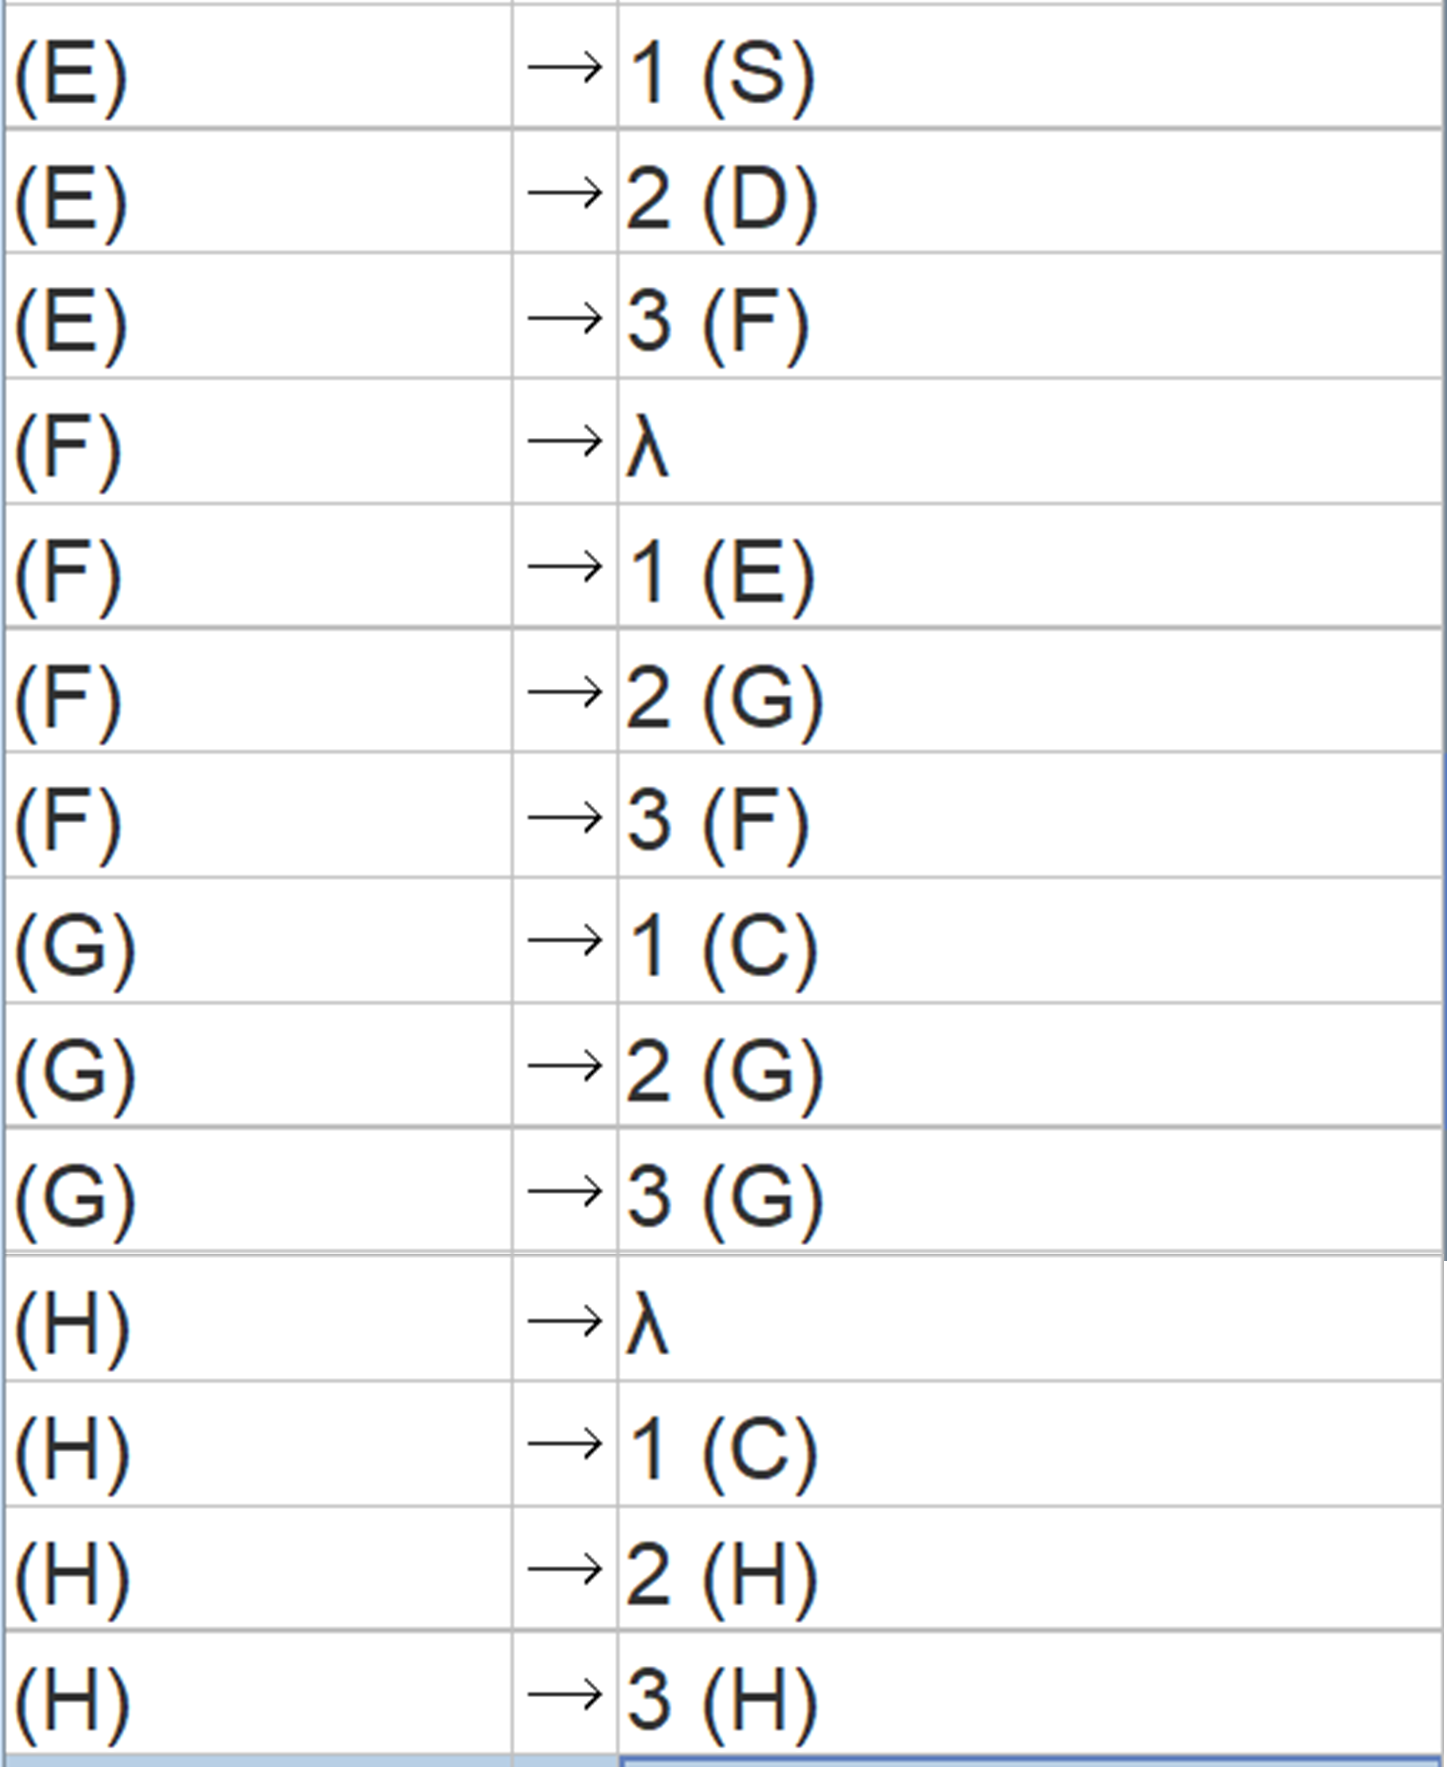 (E) → 1 (S)
(E) → 2 (D)
(E) → 3 (F)
(F) → λ
(F) → 1 (E)
(F) → 2 (G)
(F) → 3 (F)
(G) → 1 (C)
(G) → 2 (G)
(G) → 3 (G)
(H) → λ
(H) → 1 (C)
(H) → 2 (H)
(H) → 3 (H)